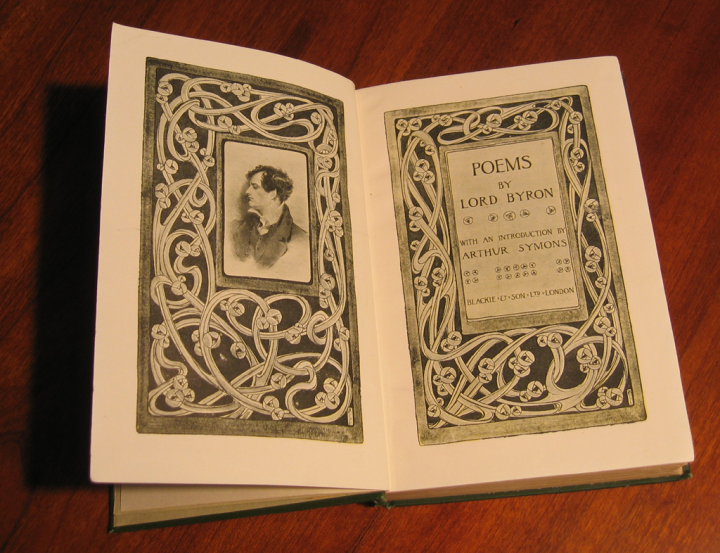 POEMS
BY
LORD BYRON
WITH AN INTRODUCTION BY
ARTHUR SYMONS
BLACKIE & SON LTD LONDON